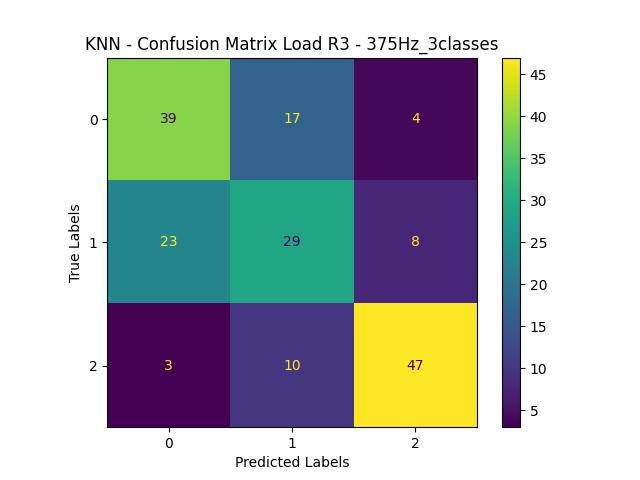 KNN - Confusion Matrix Load R3 - 375Hz_3classes
45
40
35
30
25
20
15
10
5
True Labels
0
39 17 4
1
23 29 8
2
3 10 47
0 1 2
Predicted Labels